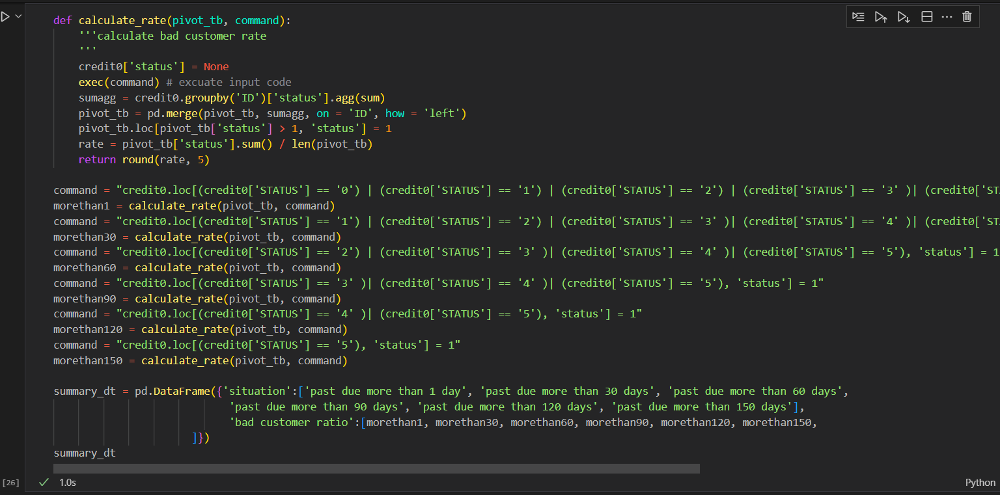 def calculate_rate(pivot_tb, command):
    '''calculate bad customer rate
    '''
    credit0['status'] = None
    exec(command) # excuate input code
    sumagg = credit0.groupby('ID')['status'].agg(sum)
    pivot_tb = pd.merge(pivot_tb, sumagg, on = 'ID', how = 'left')
    pivot_tb.loc[pivot_tb['status'] > 1, 'status'] = 1
    rate = pivot_tb['status'].sum() / len(pivot_tb)
    return round(rate, 5)

command = "credit0.loc[(credit0['STATUS'] == '0') | (credit0['STATUS'] == '1') | (credit0['STATUS'] == '2') | (credit0['STATUS'] == '3' )| (credit0['ST
morethan1 = calculate_rate(pivot_tb, command)
command = "credit0.loc[(credit0['STATUS'] == '1') | (credit0['STATUS'] == '2') | (credit0['STATUS'] == '3' )| (credit0['STATUS'] == '4' )| (credit0['ST
morethan30 = calculate_rate(pivot_tb, command)
command = "credit0.loc[(credit0['STATUS'] == '2') | (credit0['STATUS'] == '3' )| (credit0['STATUS'] == '4' )| (credit0['STATUS'] == '5'), 'status'] = 1
morethan60 = calculate_rate(pivot_tb, command)
command = "credit0.loc[(credit0['STATUS'] == '3' )| (credit0['STATUS'] == '4' )| (credit0['STATUS'] == '5'), 'status'] = 1"
morethan90 = calculate_rate(pivot_tb, command)
command = "credit0.loc[(credit0['STATUS'] == '4' )| (credit0['STATUS'] == '5'), 'status'] = 1"
morethan120 = calculate_rate(pivot_tb, command)
command = "credit0.loc[(credit0['STATUS'] == '5'), 'status'] = 1"
morethan150 = calculate_rate(pivot_tb, command)

summary_dt = pd.DataFrame({'situation':['past due more than 1 day', 'past due more than 30 days', 'past due more than 60 days',
                            'past due more than 90 days', 'past due more than 120 days', 'past due more than 150 days'],
                            'bad customer ratio':[morethan1, morethan30, morethan60, morethan90, morethan120, morethan150,
                      ]})
summary_dt
[26]
1.0s
Python